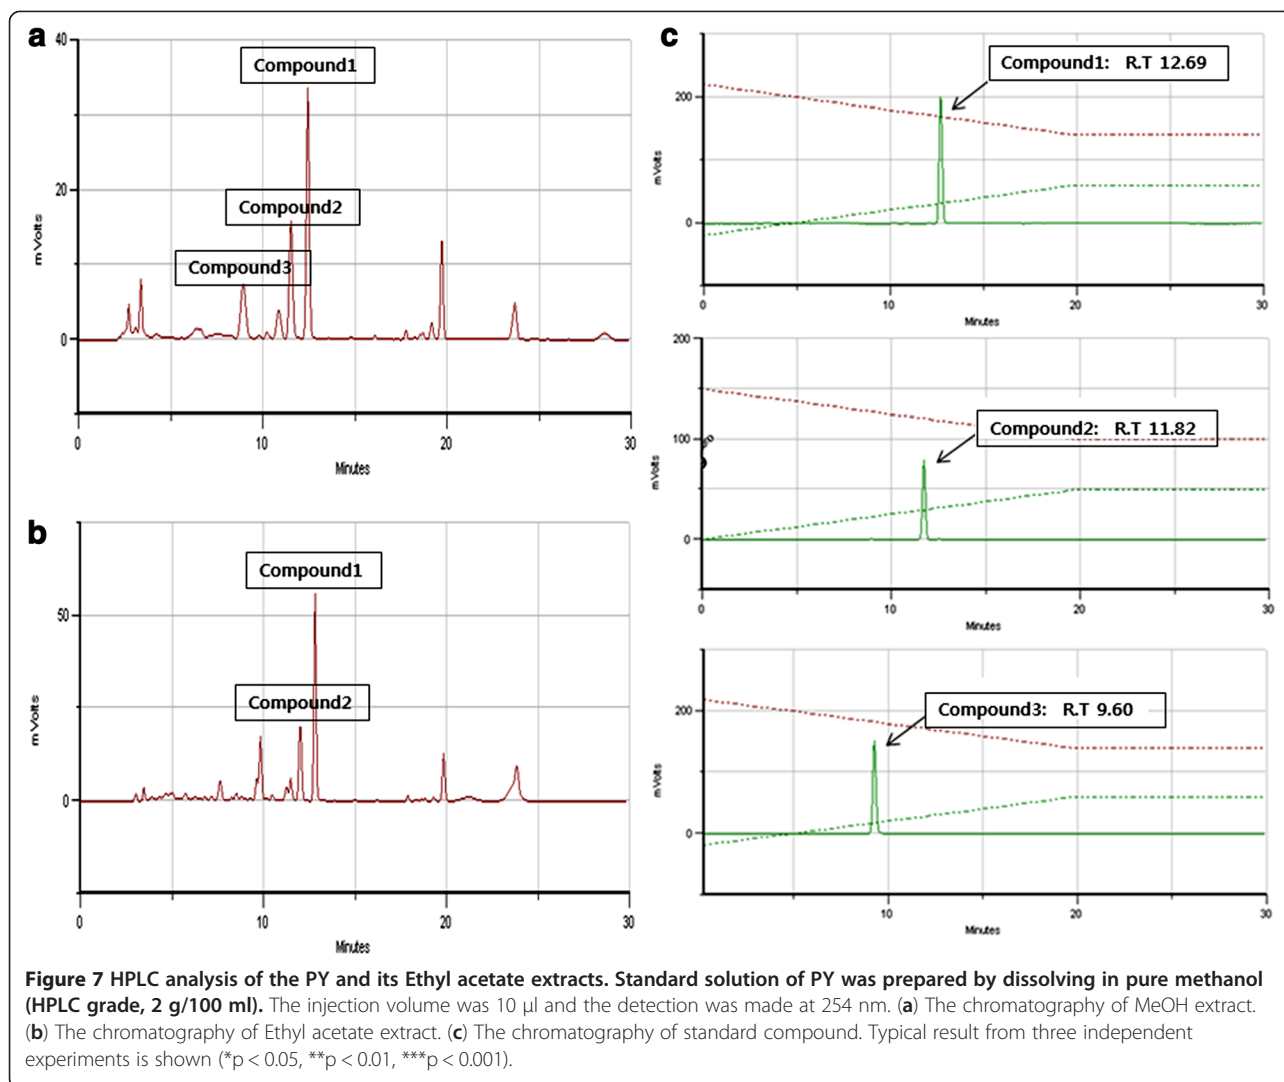 a
40
20
0
mVolts
Compound1
Compound2
Compound3
0
10
20
30
Minutes
b
50
0
mVolts
Compound1
Compound2
0
10
20
30
Minutes
c
200
0
mVolts
Compound1: R.T 12.69
0
10
20
30
Minutes
200
100
0
mVolts
Compound2: R.T 11.82
0
10
20
30
Minutes
200
0
mVolts
Compound3: R.T 9.60
10
20
30
Minutes
Figure 7 HPLC analysis of the PY and its Ethyl acetate extracts. Standard solution of PY was prepared by dissolving in pure methanol
(HPLC grade, 2 g/100 ml). The injection volume was 10 μl and the detection was made at 254 nm. (a) The chromatography of MeOH extract.
(b) The chromatography of Ethyl acetate extract. (c) The chromatography of standard compound. Typical result from three independent
experiments is shown (*p < 0.05, **p < 0.01, ***p < 0.001).